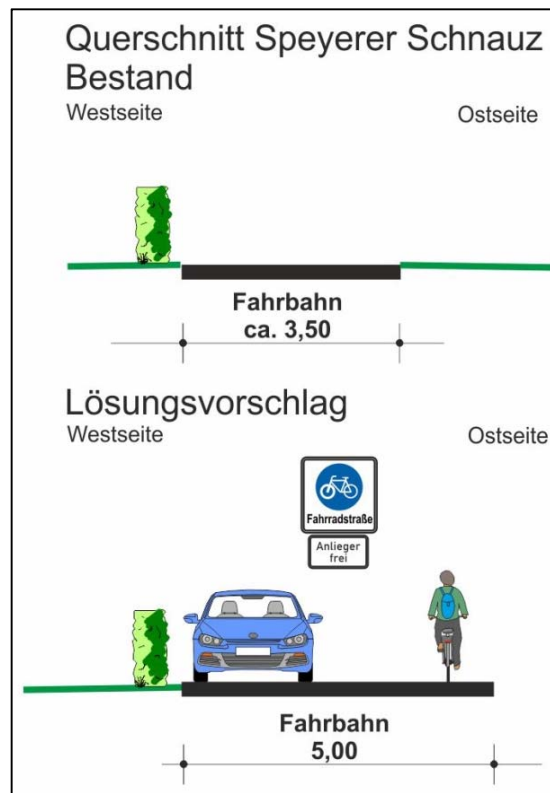 Querschnitt Speyerer Schnauz
Bestand
Westseite Ostseite
Fahrbahn
ca. 3,50
Lösungsvorschlag
Westseite Ostseite
Fahrradstraße
Anlieger
frei
Fahrbahn
5,00